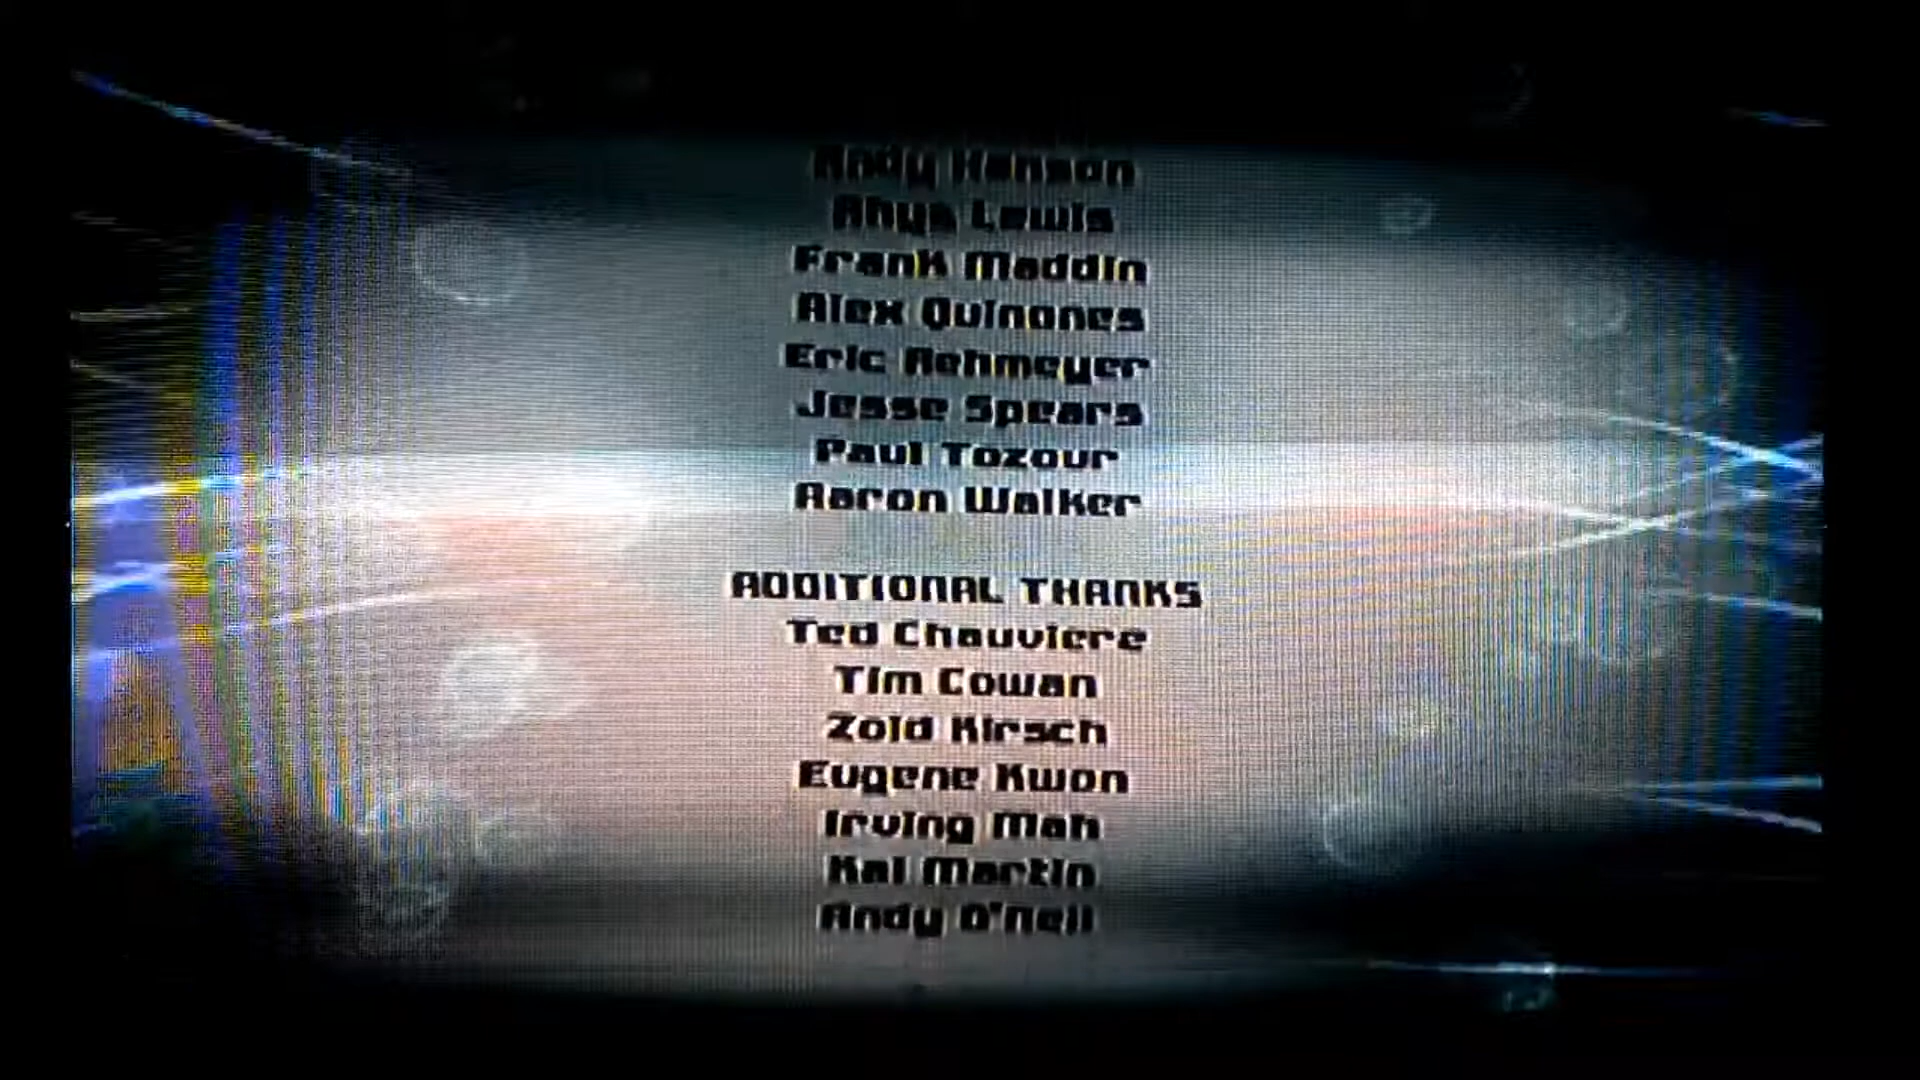 Andy Hanson
Rhys Lewis
Frank Maddin
Alex Quinones
Eric Rehmeyer
Jesse Spears
Paul Tozour
Aaron Walker
ADDITIONAL THANKS
Ted Chauviere
Tim Cowan
Zoid Kirsch
Eugene Kwon
Irving Mah
Kai Martin
Andy O'neil